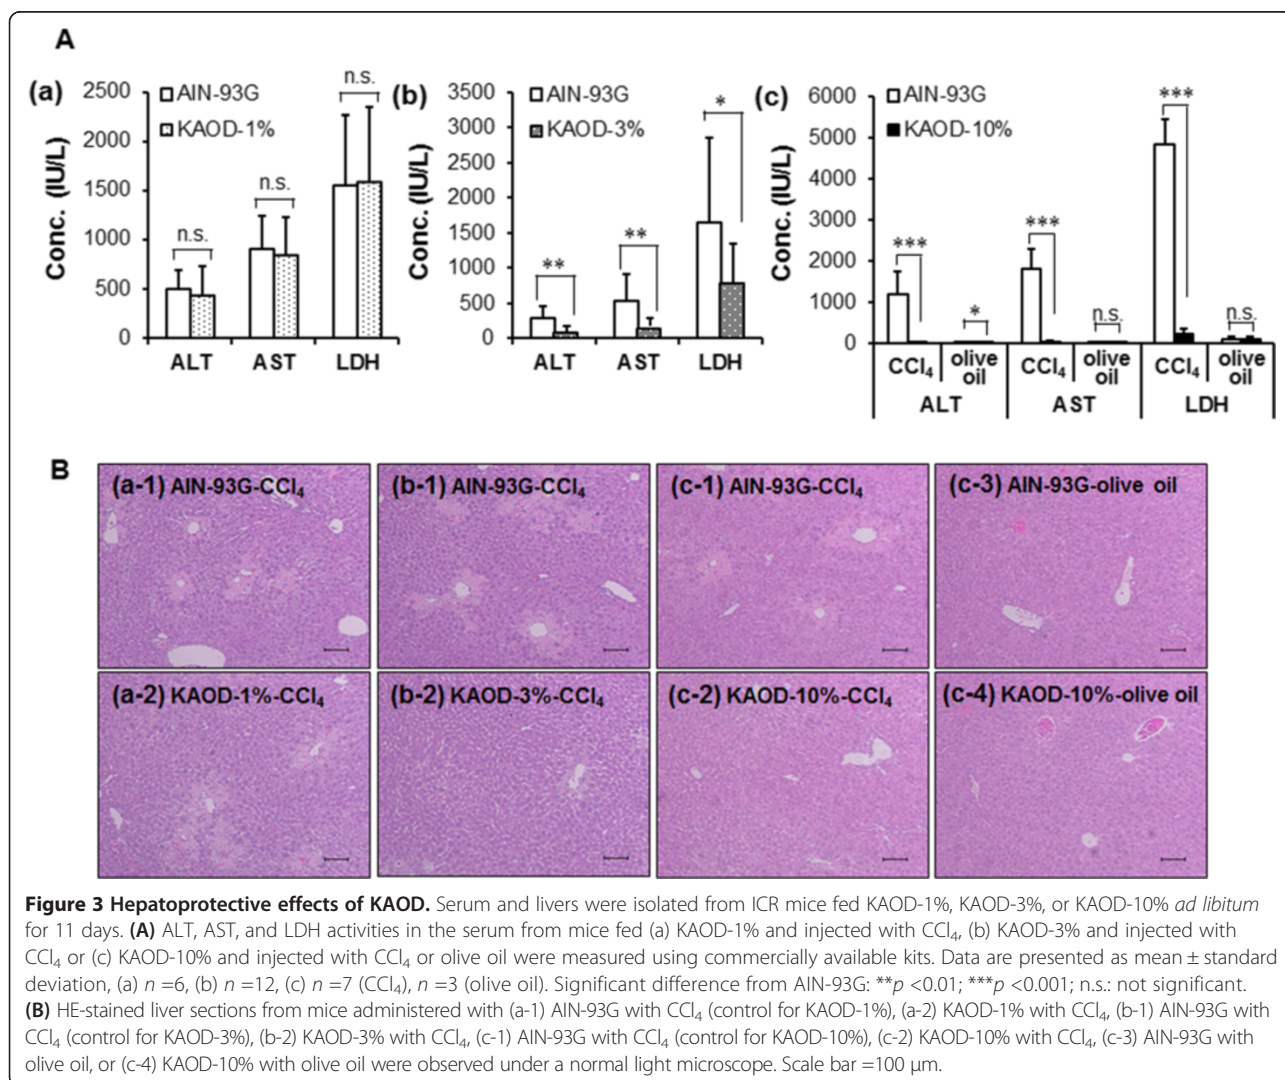 A
(a)
AIN-93G
KAOD-1%
Conc. (IU/L)
2500
2000
1500
1000
500
0
n.s.
n.s.
n.s.
ALT AST LDH
(b)
AIN-93G
KAOD-3%
Conc. (IU/L)
3500
3000
2500
2000
1500
1000
500
0
**
**
*
ALT AST LDH
(c)
AIN-93G
KAOD-10%
Conc. (IU/L)
6000
5000
4000
3000
2000
1000
0
***
*
***
n.s.
***
n.s.
CCl₄ olive oil CCl₄ olive oil CCl₄ olive oil
ALT AST LDH
B
(a-1) AIN-93G-CCl₄
(b-1) AIN-93G-CCl₄
(c-1) AIN-93G-CCl₄
(c-3) AIN-93G-olive oil
(a-2) KAOD-1%-CCl₄
(b-2) KAOD-3%-CCl₄
(c-2) KAOD-10%-CCl₄
(c-4) KAOD-10%-olive oil
Figure 3 Hepatoprotective effects of KAOD. Serum and livers were isolated from ICR mice fed KAOD-1%, KAOD-3%, or KAOD-10% ad libitum
for 11 days. (A) ALT, AST, and LDH activities in the serum from mice fed (a) KAOD-1% and injected with CCl₄, (b) KAOD-3% and injected with
CCl₄ or (c) KAOD-10% and injected with CCl₄ or olive oil were measured using commercially available kits. Data are presented as mean ± standard
deviation, (a) n =6, (b) n =12, (c) n =7 (CCl₄), n =3 (olive oil). Significant difference from AIN-93G: **p <0.01; ***p <0.001; n.s.: not significant.
(B) HE-stained liver sections from mice administered with (a-1) AIN-93G with CCl₄ (control for KAOD-1%), (a-2) KAOD-1% with CCl₄, (b-1) AIN-93G with
CCl₄ (control for KAOD-3%), (b-2) KAOD-3% with CCl₄, (c-1) AIN-93G with CCl₄ (control for KAOD-10%), (c-2) KAOD-10% with CCl₄, (c-3) AIN-93G with
olive oil, or (c-4) KAOD-10% with olive oil were observed under a normal light microscope. Scale bar =100 μm.